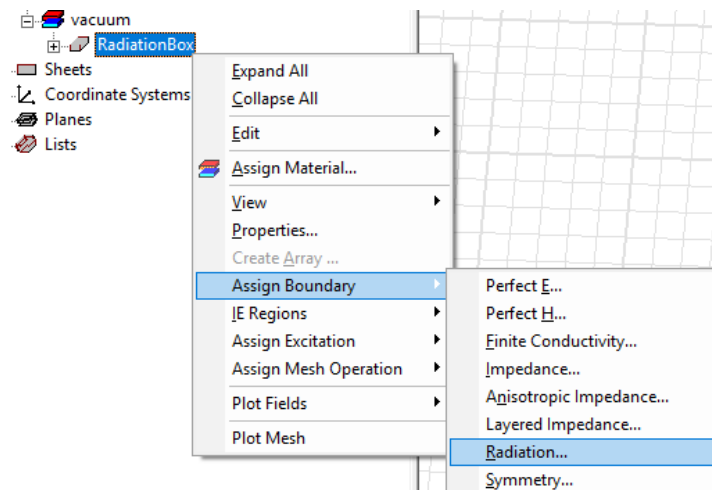 vacuum
RadiationBox
Sheets
Coordinate Systems
Planes
Lists
Expand All
Collapse All
Edit
Assign Material...
View
Properties...
Create Array ...
Assign Boundary
IE Regions
Assign Excitation
Assign Mesh Operation
Plot Fields
Plot Mesh
Perfect E...
Perfect H...
Finite Conductivity...
Impedance...
Anisotropic Impedance...
Layered Impedance...
Radiation...
Symmetry...